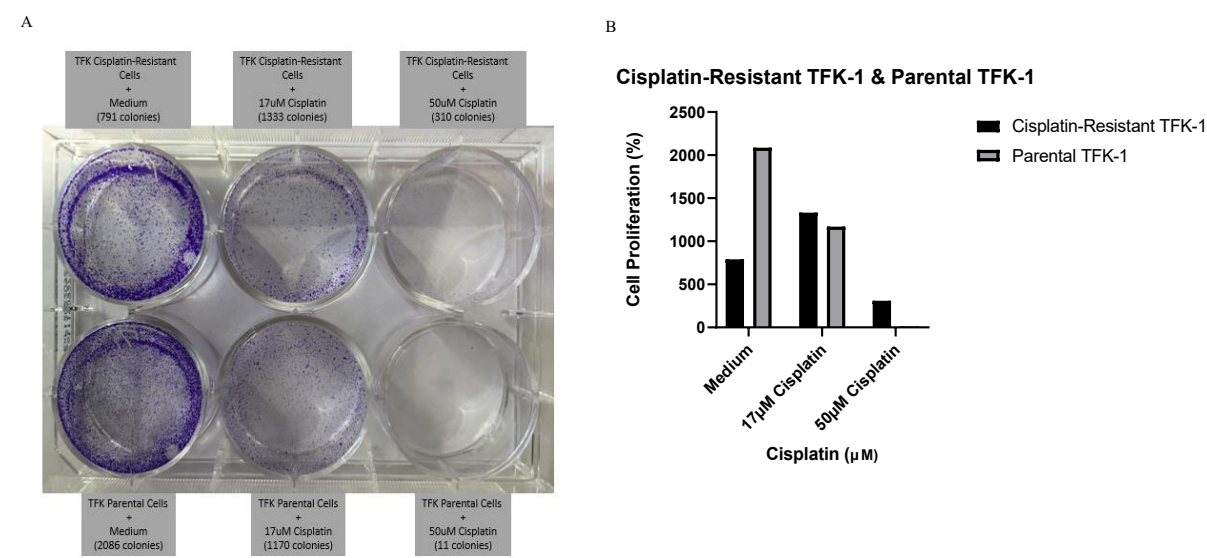 A
TFK Cisplatin-Resistant
Cells
+
Medium
(791 colonies)
TFK Cisplatin-Resistant
Cells
+
17uM Cisplatin
(1333 colonies)
TFK Cisplatin-Resistant
Cells
+
50uM Cisplatin
(310 colonies)
TFK Parental Cells
+
Medium
(2086 colonies)
TFK Parental Cells
+
17uM Cisplatin
(1170 colonies)
TFK Parental Cells
+
50uM Cisplatin
(11 colonies)
B
Cisplatin-Resistant TFK-1 & Parental TFK-1
Cell Proliferation (%)
2500
2000
1500
1000
500
0
Medium
17μM Cisplatin
50μM Cisplatin
Cisplatin (μM)
Cisplatin-Resistant TFK-1
Parental TFK-1